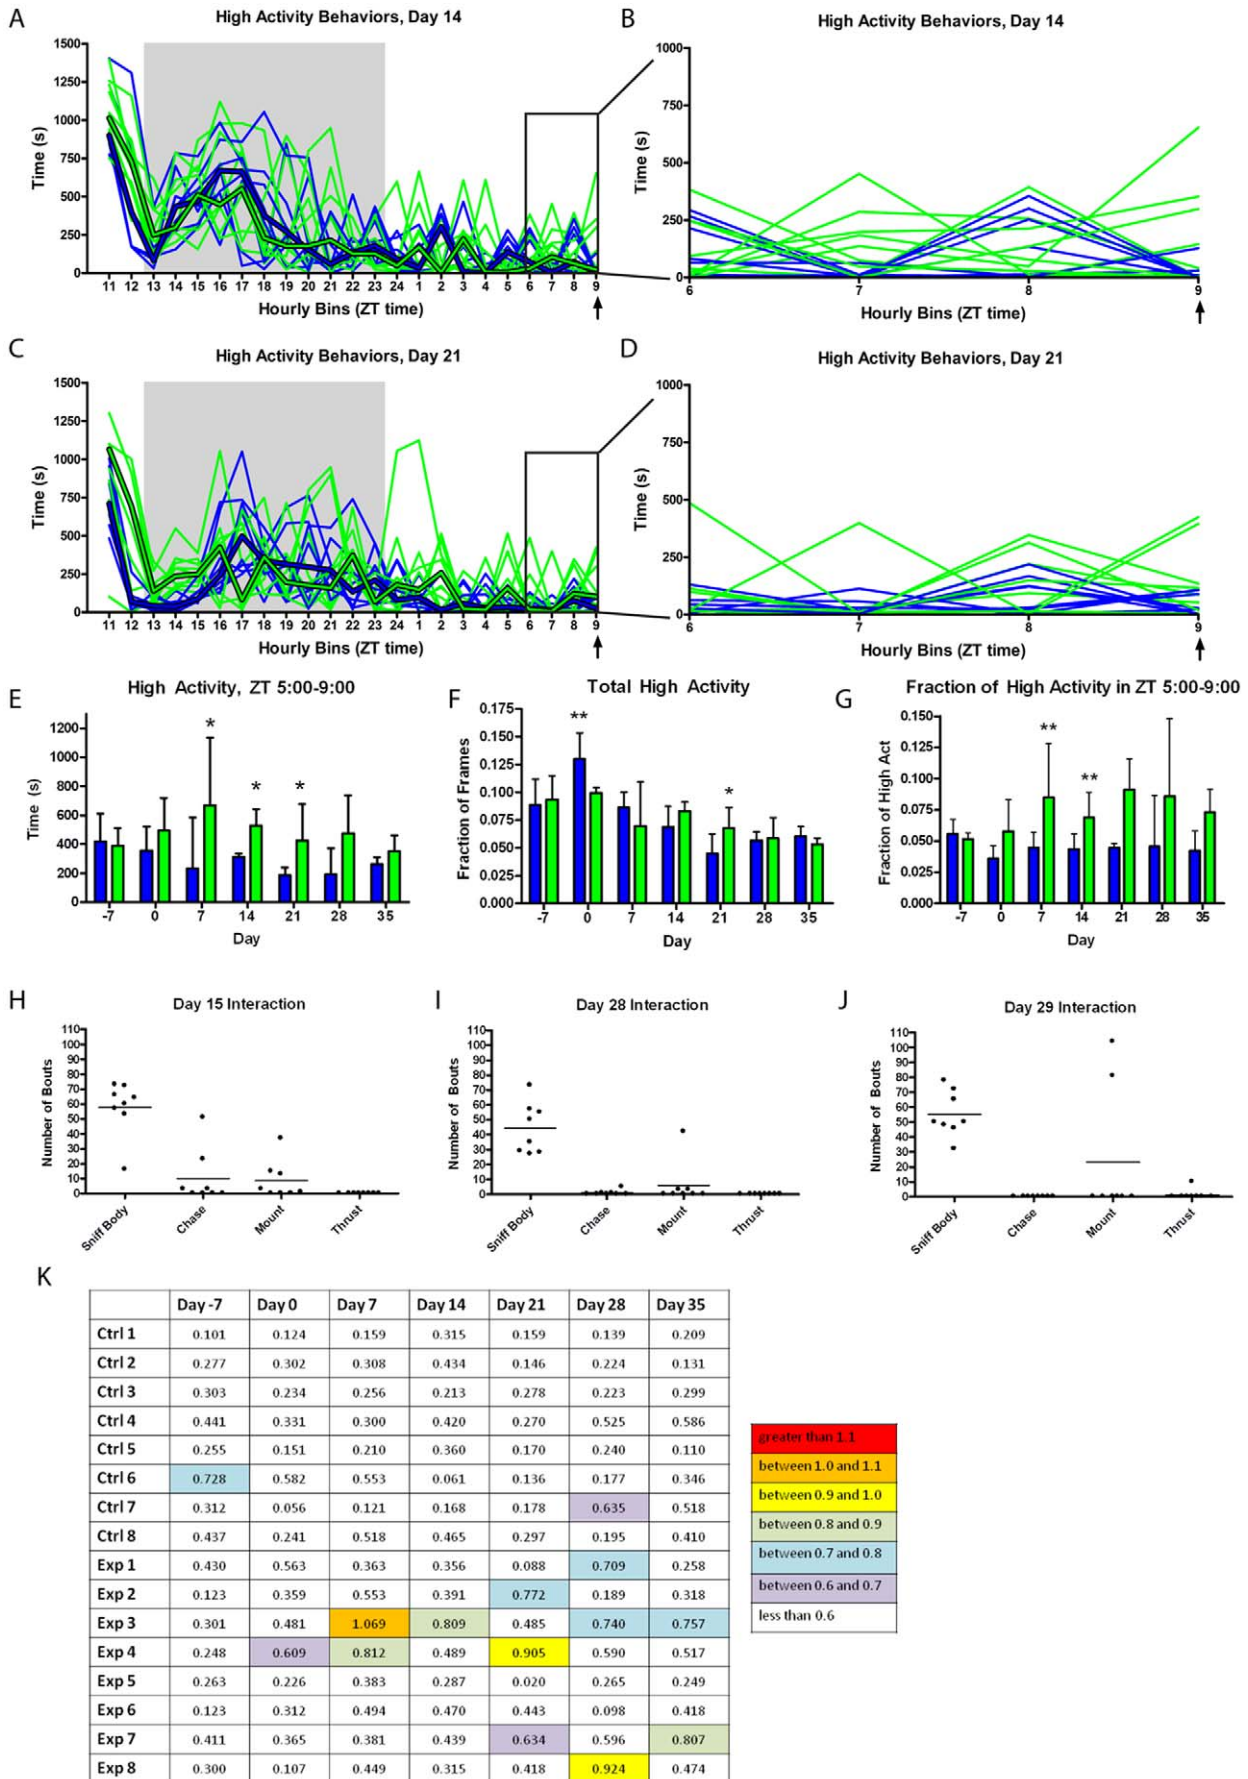 A
High Activity Behaviors, Day 14
1500
1250
1000
750
500
250
0
Time (s)
11 12 13 14 15 16 17 18 19 20 21 22 23 24 1 2 3 4 5 6 7 8 9
Hourly Bins (ZT time)
B
High Activity Behaviors, Day 14
1000
750
500
250
0
Time (s)
6 7 8 9
Hourly Bins (ZT time)
C
High Activity Behaviors, Day 21
1500
1250
1000
750
500
250
0
Time (s)
11 12 13 14 15 16 17 18 19 20 21 22 23 24 1 2 3 4 5 6 7 8 9
Hourly Bins (ZT time)
D
High Activity Behaviors, Day 21
1000
750
500
250
0
Time (s)
6 7 8 9
Hourly Bins (ZT time)
E
High Activity, ZT 5:00-9:00
1200
1000
800
600
400
200
0
Time (s)
* * *
-7 0 7 14 21 28 35
Day
F
Total High Activity
0.175
0.150
0.125
0.100
0.075
0.050
0.025
0.000
Fraction of Frames
** *
-7 0 7 14 21 28 35
Day
G
Fraction of High Activity in ZT 5:00-9:00
0.150
0.125
0.100
0.075
0.050
0.025
0.000
Fraction of High Act
** **
-7 0 7 14 21 28 35
Day
H
Day 15 Interaction
110
100
90
80
70
60
50
40
30
20
10
0
Number of Bouts
Sniff Body Chase Mount Thrust
I
Day 28 Interaction
110
100
90
80
70
60
50
40
30
20
10
0
Number of Bouts
Sniff Body Chase Mount Thrust
J
Day 29 Interaction
110
100
90
80
70
60
50
40
30
20
10
0
Number of Bouts
Sniff Body Chase Mount Thrust
K
Day -7 Day 0 Day 7 Day 14 Day 21 Day 28 Day 35
Ctrl 1 0.101 0.124 0.159 0.315 0.159 0.139 0.209
Ctrl 2 0.277 0.302 0.308 0.434 0.146 0.224 0.131
Ctrl 3 0.303 0.234 0.256 0.213 0.278 0.223 0.299
Ctrl 4 0.441 0.331 0.300 0.420 0.270 0.525 0.586
Ctrl 5 0.255 0.151 0.210 0.360 0.170 0.240 0.110
Ctrl 6 0.728 0.582 0.553 0.061 0.136 0.177 0.346
Ctrl 7 0.312 0.056 0.121 0.168 0.178 0.635 0.518
Ctrl 8 0.437 0.241 0.518 0.465 0.297 0.195 0.410
Exp 1 0.430 0.563 0.363 0.356 0.088 0.709 0.258
Exp 2 0.123 0.359 0.553 0.391 0.772 0.189 0.318
Exp 3 0.301 0.481 1.069 0.809 0.485 0.740 0.757
Exp 4 0.248 0.609 0.812 0.489 0.905 0.590 0.517
Exp 5 0.263 0.226 0.383 0.287 0.020 0.265 0.249
Exp 6 0.123 0.312 0.494 0.470 0.443 0.098 0.418
Exp 7 0.411 0.365 0.381 0.439 0.634 0.596 0.807
Exp 8 0.300 0.107 0.449 0.315 0.418 0.924 0.474
greater than 1.1
between 1.0 and 1.1
between 0.9 and 1.0
between 0.8 and 0.9
between 0.7 and 0.8
between 0.6 and 0.7
less than 0.6